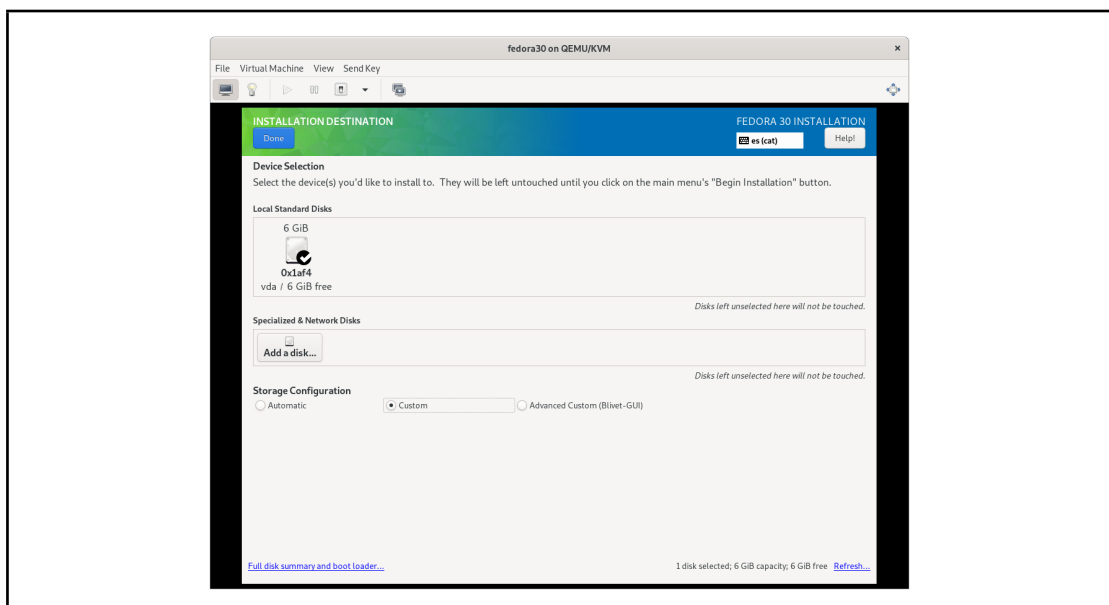 fedora30 on QEMU/KVM
File Virtual Machine View Send Key
INSTALLATION DESTINATION
FEDORA 30 INSTALLATION
Done
es (cat)
Help!
Device Selection
Select the device(s) you'd like to install to. They will be left untouched until you click on the main menu's "Begin Installation" button.
Local Standard Disks
6 GiB
0x1af4
vda / 6 GiB free
Disks left unselected here will not be touched.
Specialized & Network Disks
Add a disk...
Disks left unselected here will not be touched.
Storage Configuration
Automatic Custom Advanced Custom (Blivet-GUI)
Full disk summary and boot loader... 1 disk selected; 6 GiB capacity; 6 GiB free Refresh...